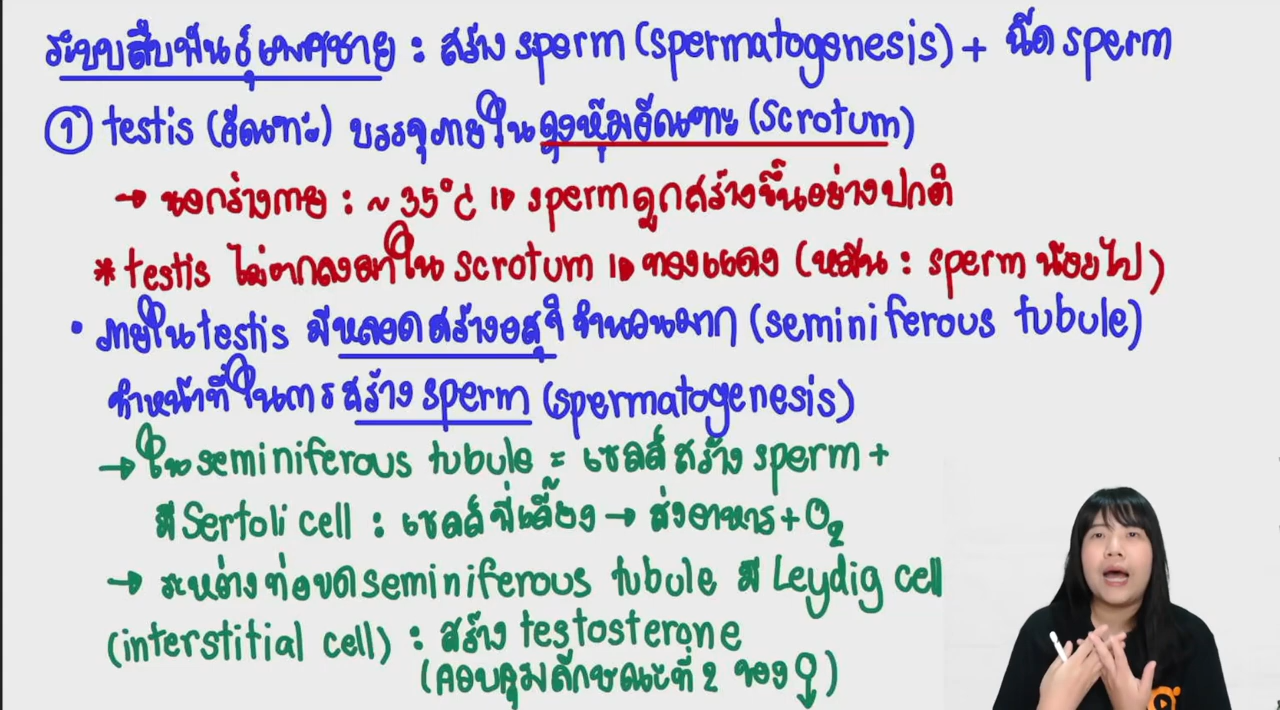 ระบบสืบพันธุ์เพศชาย : สร้าง sperm (spermatogenesis) + ฉีด sperm
① testis (อัณฑะ) บรรจุภายในถุงหุ้มอัณฑะ (Scrotum)
→ นอกร่างกาย : ~ 35°C ⇒ sperm ถูกสร้างขึ้นอย่างปกติ
* testis ไม่ตกลงมาใน scrotum ⇒ ทองแดง (หมัน : sperm น้อยไป)
• ภายใน testis มีหลอดสร้างอสุจิจำนวนมาก (seminiferous tubule)
ทำหน้าที่ในการสร้าง sperm (spermatogenesis)
→ ใน seminiferous tubule = เซลล์สร้าง sperm +
มี Sertoli cell : เซลล์พี่เลี้ยง → ส่งอาหาร + O₂
→ ระหว่างท่อขด seminiferous tubule มี Leydig cell
(interstitial cell) : สร้าง testosterone
(ควบคุมลักษณะที่ 2 ของ ♂)